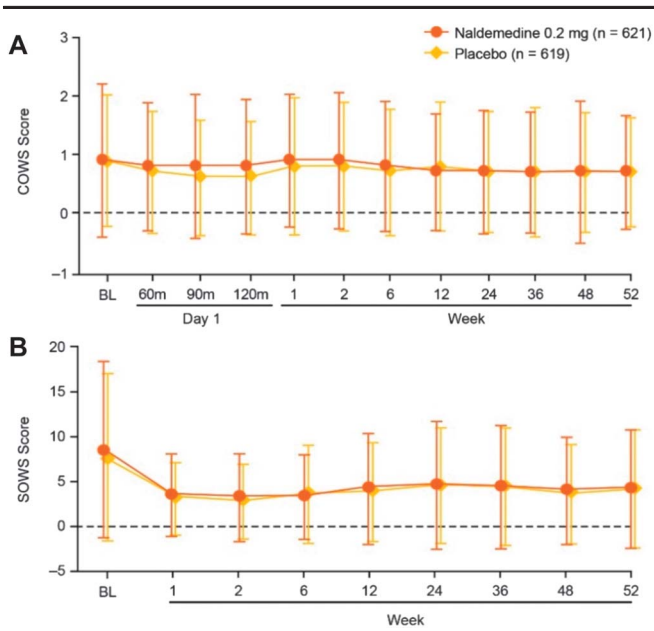 A
Naldemedine 0.2 mg (n = 621)
Placebo (n = 619)
COWS Score
3
2
1
0
–1
BL 60m 90m 120m 1 2 6 12 24 36 48 52
Day 1 Week
B
SOWS Score
20
15
10
5
0
–5
BL 1 2 6 12 24 36 48 52
Week